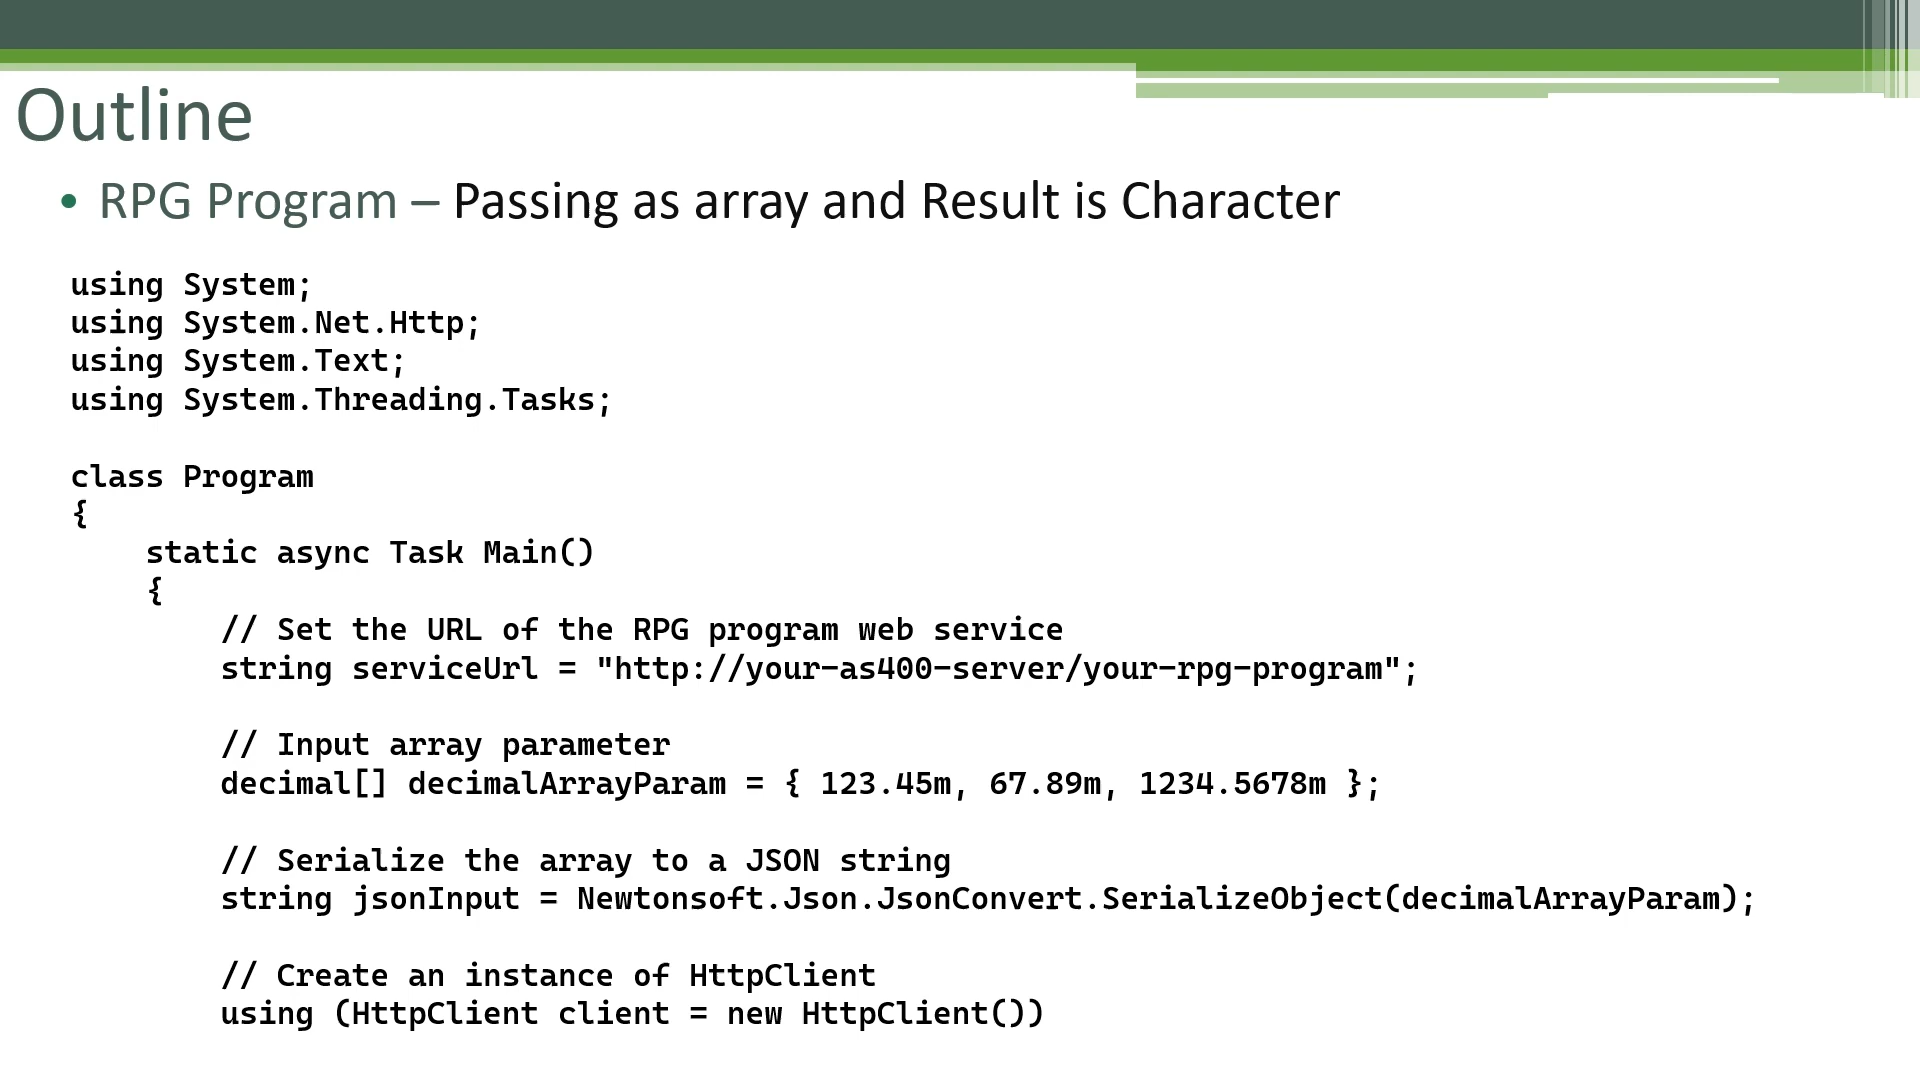 Outline
• RPG Program – Passing as array and Result is Character
using System;
using System.Net.Http;
using System.Text;
using System.Threading.Tasks;
class Program
{
    static async Task Main()
    {
        // Set the URL of the RPG program web service
        string serviceUrl = "http://your-as400-server/your-rpg-program";
        // Input array parameter
        decimal[] decimalArrayParam = { 123.45m, 67.89m, 1234.5678m };
        // Serialize the array to a JSON string
        string jsonInput = Newtonsoft.Json.JsonConvert.SerializeObject(decimalArrayParam);
        // Create an instance of HttpClient
        using (HttpClient client = new HttpClient())